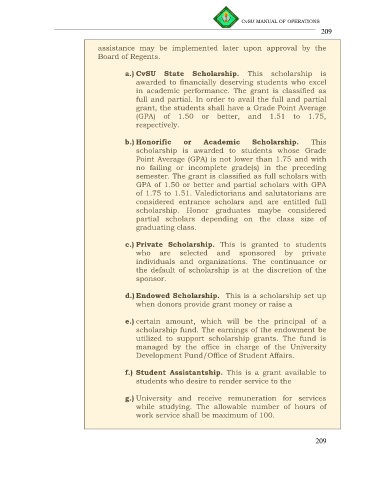 CvSU MANUAL OF OPERATIONS
209
assistance may be implemented later upon approval by the
Board of Regents.
a.) CvSU State Scholarship. This scholarship is
awarded to financially deserving students who excel
in academic performance. The grant is classified as
full and partial. In order to avail the full and partial
grant, the students shall have a Grade Point Average
(GPA) of 1.50 or better, and 1.51 to 1.75,
respectively.
b.) Honorific or Academic Scholarship. This
scholarship is awarded to students whose Grade
Point Average (GPA) is not lower than 1.75 and with
no failing or incomplete grade(s) in the preceding
semester. The grant is classified as full scholars with
GPA of 1.50 or better and partial scholars with GPA
of 1.75 to 1.51. Valedictorians and salutatorians are
considered entrance scholars and are entitled full
scholarship. Honor graduates maybe considered
partial scholars depending on the class size of
graduating class.
c.) Private Scholarship. This is granted to students
who are selected and sponsored by private
individuals and organizations. The continuance or
the default of scholarship is at the discretion of the
sponsor.
d.) Endowed Scholarship. This is a scholarship set up
when donors provide grant money or raise a
e.) certain amount, which will be the principal of a
scholarship fund. The earnings of the endowment be
utilized to support scholarship grants. The fund is
managed by the office in charge of the University
Development Fund/Office of Student Affairs.
f.) Student Assistantship. This is a grant available to
students who desire to render service to the
g.) University and receive remuneration for services
while studying. The allowable number of hours of
work service shall be maximum of 100.
209